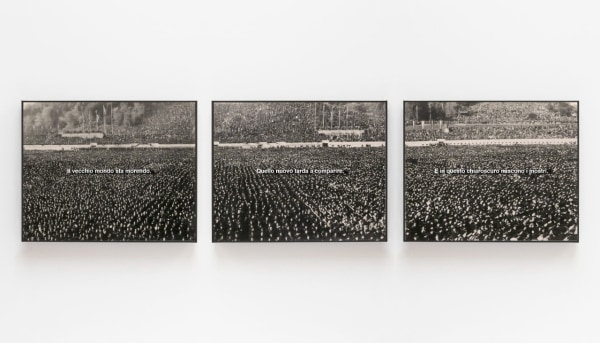 Il vecchio mondo sta morendo.
Quello nuovo tarda a comparire.
E in questo chiaroscuro nascono i mostri.